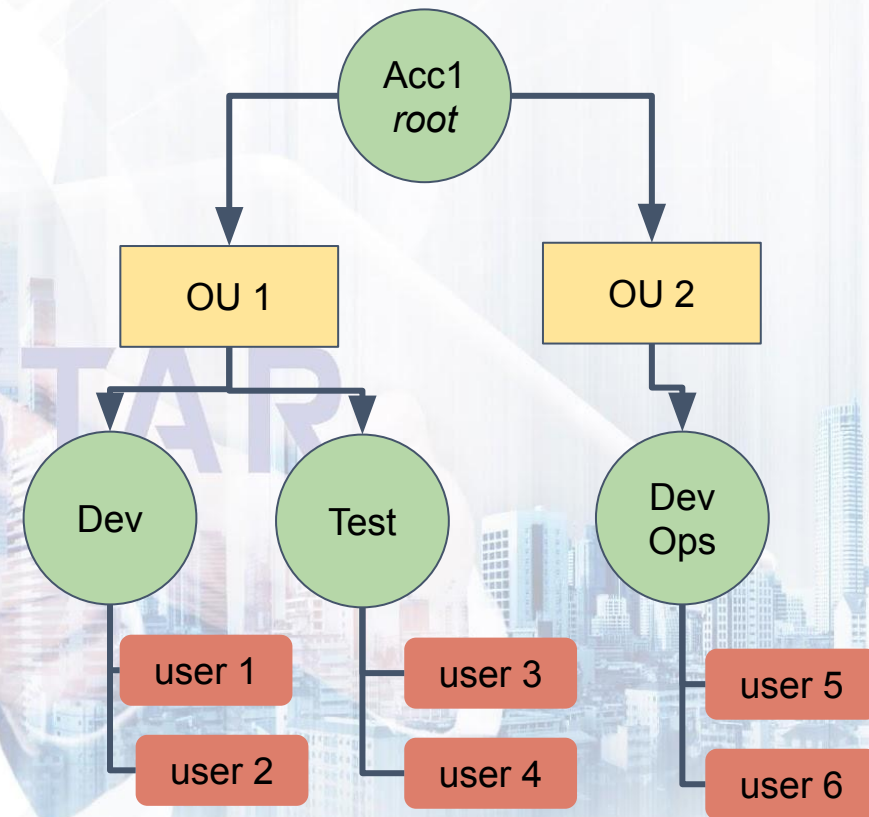 Acc1
root
OU 1
OU 2
STAR
Dev
Test
Dev
Ops
user 1
user 3
user 5
user 2
user 4
user 6